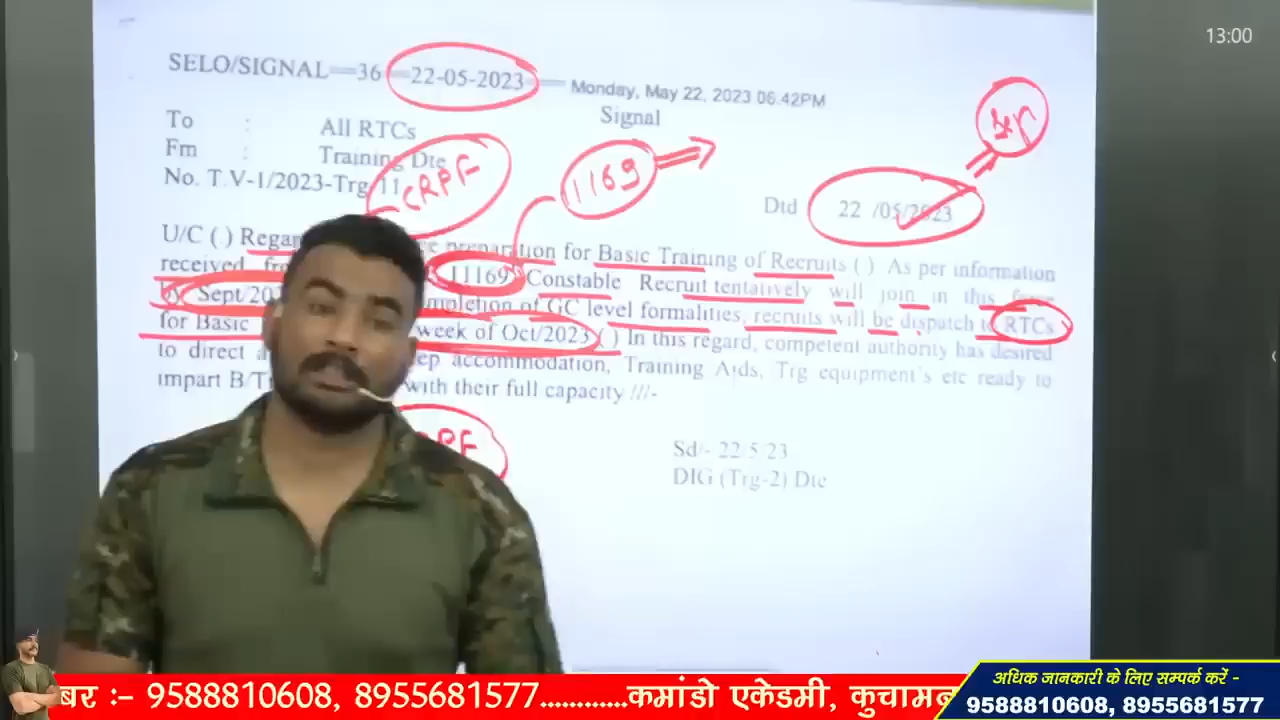 13:00
SELO/SIGNAL==36 ==22-05-2023== Monday, May 22, 2023 06:42PM
Signal
To : All RTCs
Fm : Training Dte
No. T.V-1/2023-Trg 11
CRPF
1169
Dtd 22 /05/2023
U/C ( ) Regar preparation for Basic Training of Recruits ( ) As per information
received 11169 Constable Recruit tentatively will join in this force
by Sept/20 mpletion of GC level formalities, recruits will be dispatch to RTCs
for Basic week of Oct/2023 ( ) In this regard, competent authority has desired
to direct a ep accommodation, Training Aids, Trg equipment's etc ready to
impart B/T with their full capacity ///-
RPF
Sd/- 22/5/23
DIG (Trg-2) Dte
बर :- 9588810608, 8955681577............कमांडो एकेडमी, कुचामन
अधिक जानकारी के लिए सम्पर्क करें -
9588810608, 8955681577